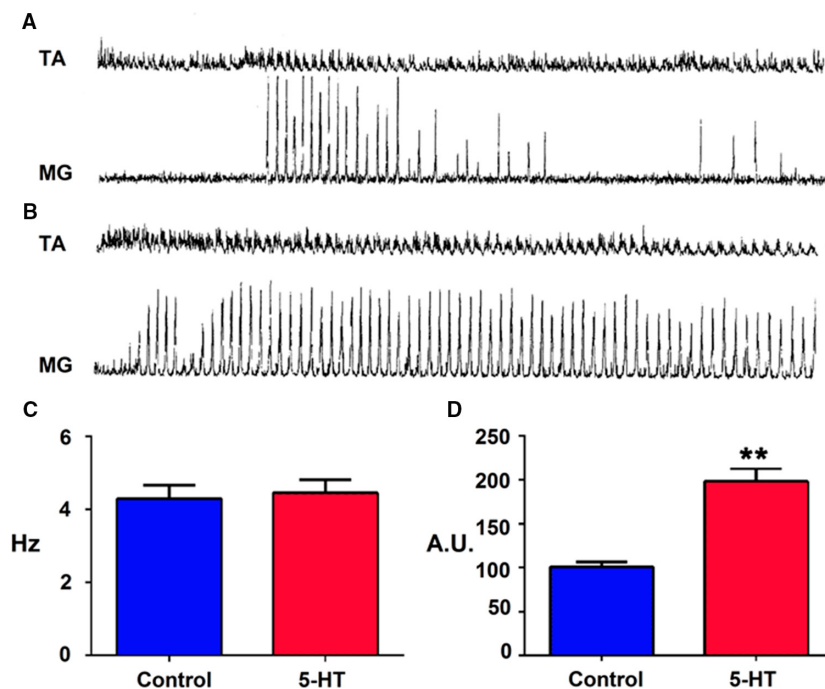 A
TA
MG
B
TA
MG
C
D
6
4
2
0
Hz
Control
5-HT
250
200
150
100
50
0
A.U.
**
Control
5-HT